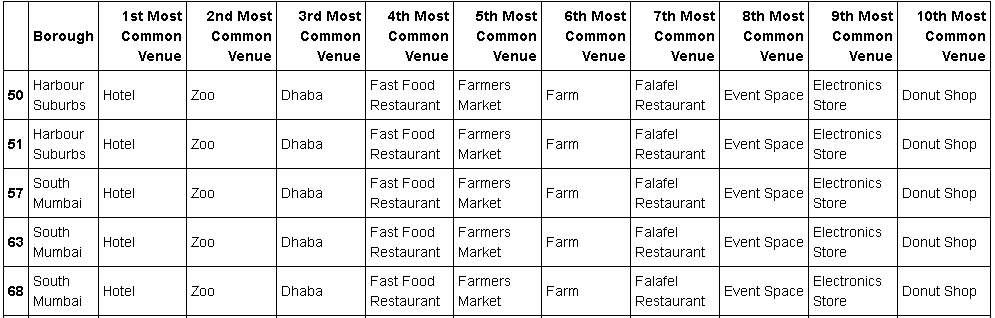 Borough 1st Most Common Venue 2nd Most Common Venue 3rd Most Common Venue 4th Most Common Venue 5th Most Common Venue 6th Most Common Venue 7th Most Common Venue 8th Most Common Venue 9th Most Common Venue 10th Most Common Venue
50 Harbour Suburbs Hotel Zoo Dhaba Fast Food Restaurant Farmers Market Farm Falafel Restaurant Event Space Electronics Store Donut Shop
51 Harbour Suburbs Hotel Zoo Dhaba Fast Food Restaurant Farmers Market Farm Falafel Restaurant Event Space Electronics Store Donut Shop
57 South Mumbai Hotel Zoo Dhaba Fast Food Restaurant Farmers Market Farm Falafel Restaurant Event Space Electronics Store Donut Shop
63 South Mumbai Hotel Zoo Dhaba Fast Food Restaurant Farmers Market Farm Falafel Restaurant Event Space Electronics Store Donut Shop
68 South Mumbai Hotel Zoo Dhaba Fast Food Restaurant Farmers Market Farm Falafel Restaurant Event Space Electronics Store Donut Shop